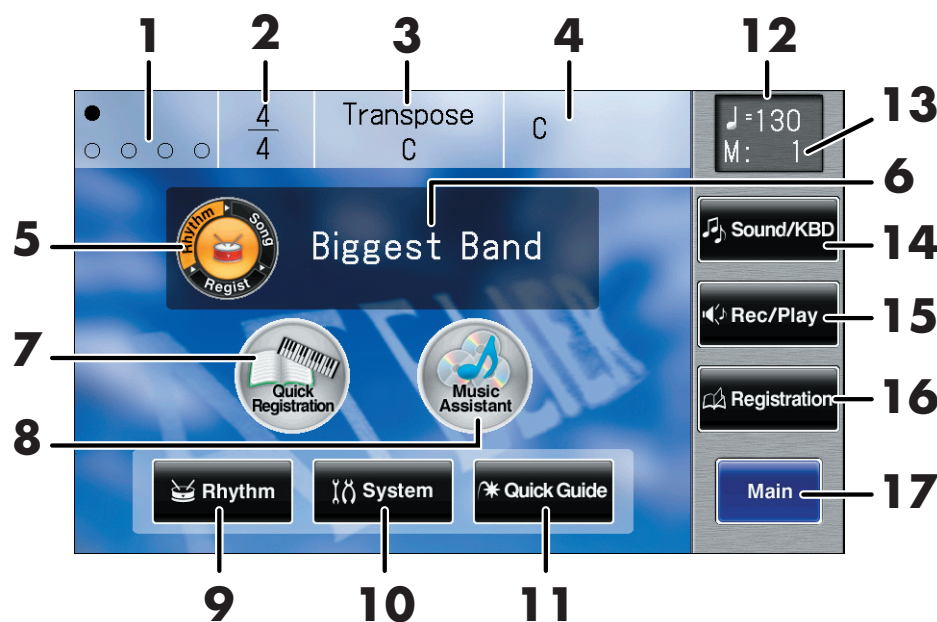 1 2 3 4 12
4
4
Transpose
C
C
♩=130
M: 1
13
6
5
Rhythm
Song
Regist
Biggest Band
Sound/KBD
14
7
Quick
Registration
Music
Assistant
Rec/Play
15
8
Registration
16
Rhythm
System
Quick Guide
Main
17
9 10 11
ATELIER